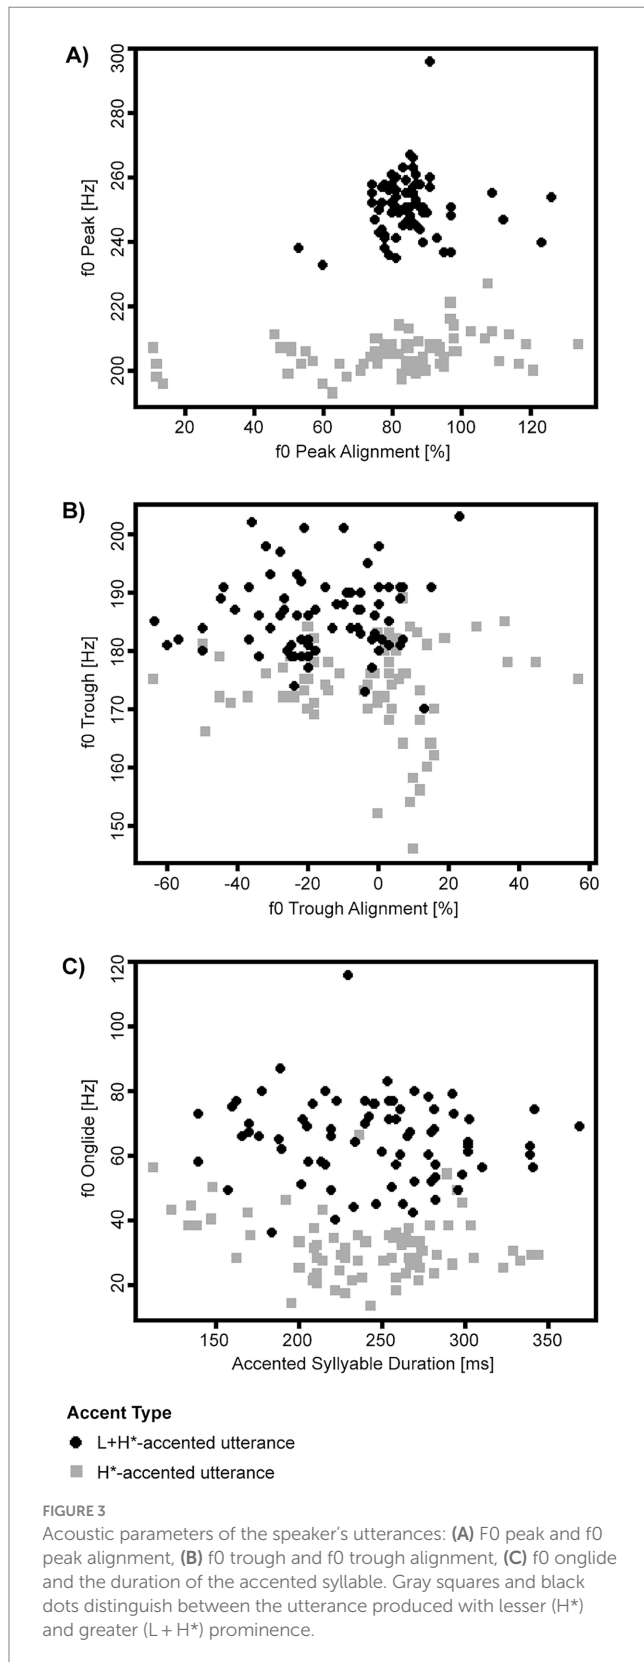 A)
f0 Peak [Hz]
300
280
260
240
220
200
20 40 60 80 100 120
f0 Peak Alignment [%]
B)
f0 Trough [Hz]
200
190
180
170
160
150
-60 -40 -20 0 20 40 60
f0 Trough Alignment [%]
C)
f0 Onglide [Hz]
120
100
80
60
40
20
150 200 250 300 350
Accented Syllyable Duration [ms]
Accent Type
L+H*-accented utterance
H*-accented utterance
FIGURE 3
Acoustic parameters of the speaker’s utterances: (A) F0 peak and f0
peak alignment, (B) f0 trough and f0 trough alignment, (C) f0 onglide
and the duration of the accented syllable. Gray squares and black
dots distinguish between the utterance produced with lesser (H*)
and greater (L + H*) prominence.